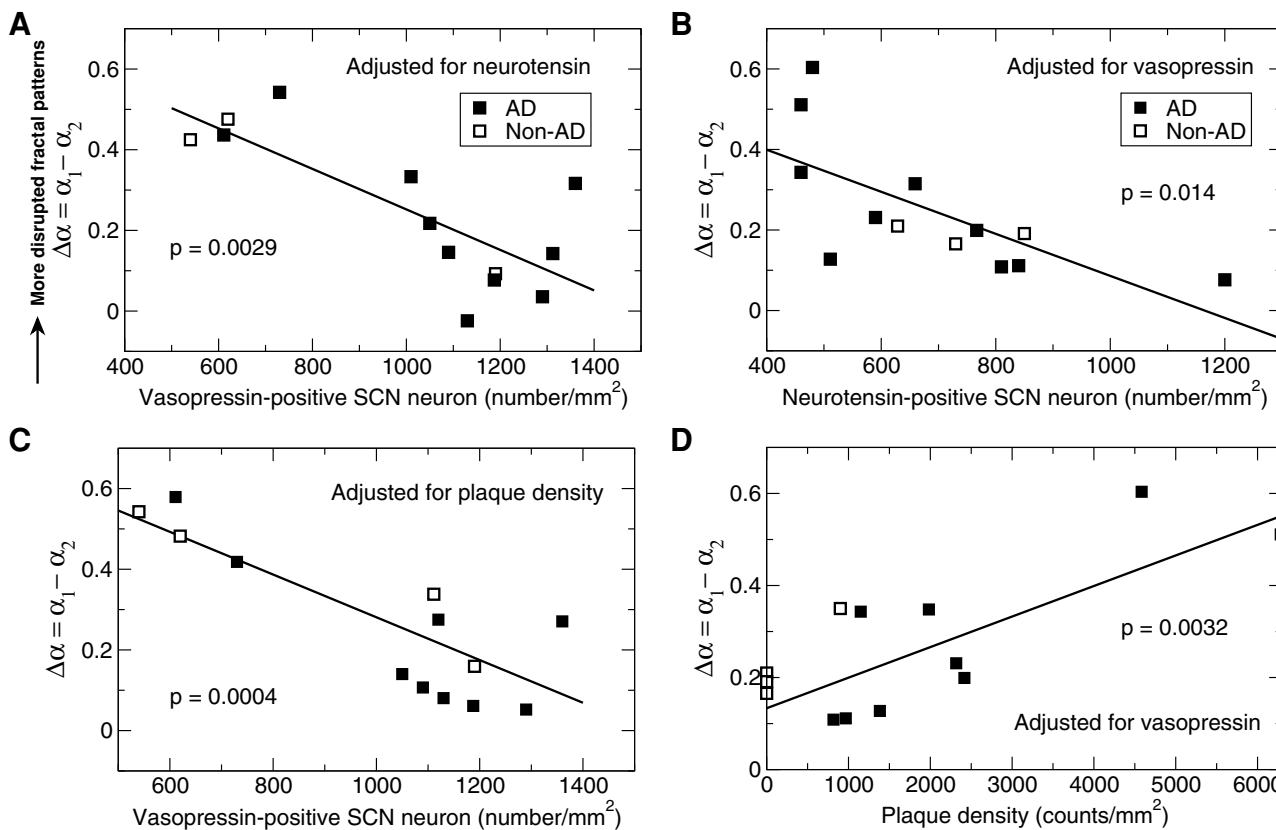 A
More disrupted fractal patterns
Δα = α₁ − α₂
0.6
0.4
0.2
0
Adjusted for neurotensin
AD
Non-AD
p = 0.0029
400 600 800 1000 1200 1400
Vasopressin-positive SCN neuron (number/mm²)
B
Δα = α₁ − α₂
0.6
0.4
0.2
0
Adjusted for vasopressin
AD
Non-AD
p = 0.014
400 600 800 1000 1200
Neurotensin-positive SCN neuron (number/mm²)
C
Δα = α₁ − α₂
0.6
0.4
0.2
0
Adjusted for plaque density
p = 0.0004
600 800 1000 1200 1400
Vasopressin-positive SCN neuron (number/mm²)
D
Δα = α₁ − α₂
0.8
0.6
0.4
0.2
0
p = 0.0032
Adjusted for vasopressin
0 1000 2000 3000 4000 5000
Plaque density (counts/mm²)